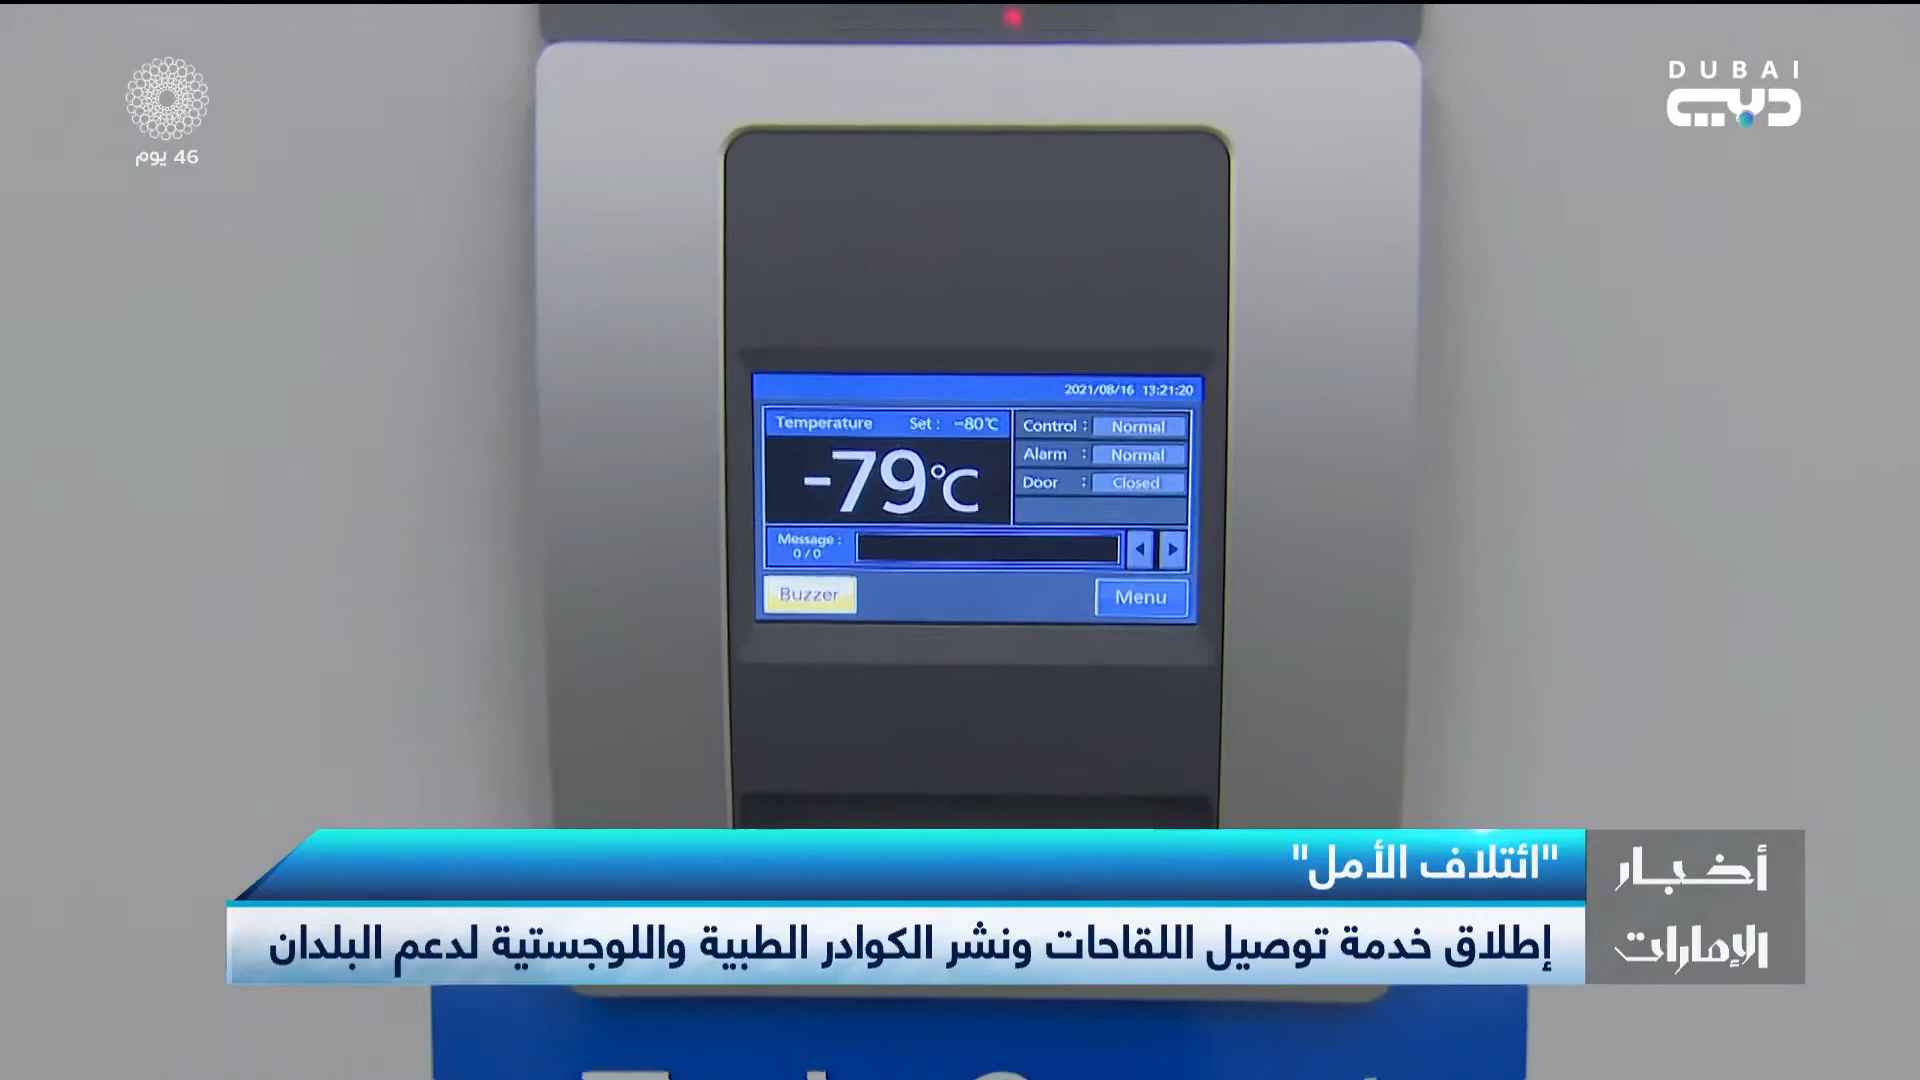 DUBAI
دبي
46 يوم
2021/08/16 13:21:20
Temperature Set : -80℃
-79℃
Control : Normal
Alarm : Normal
Door : Closed
Message :
0 / 0
Buzzer
Menu
"ائتلاف الأمل"
إطلاق خدمة توصيل اللقاحات ونشر الكوادر الطبية واللوجستية لدعم البلدان
أخبار
الإمارات